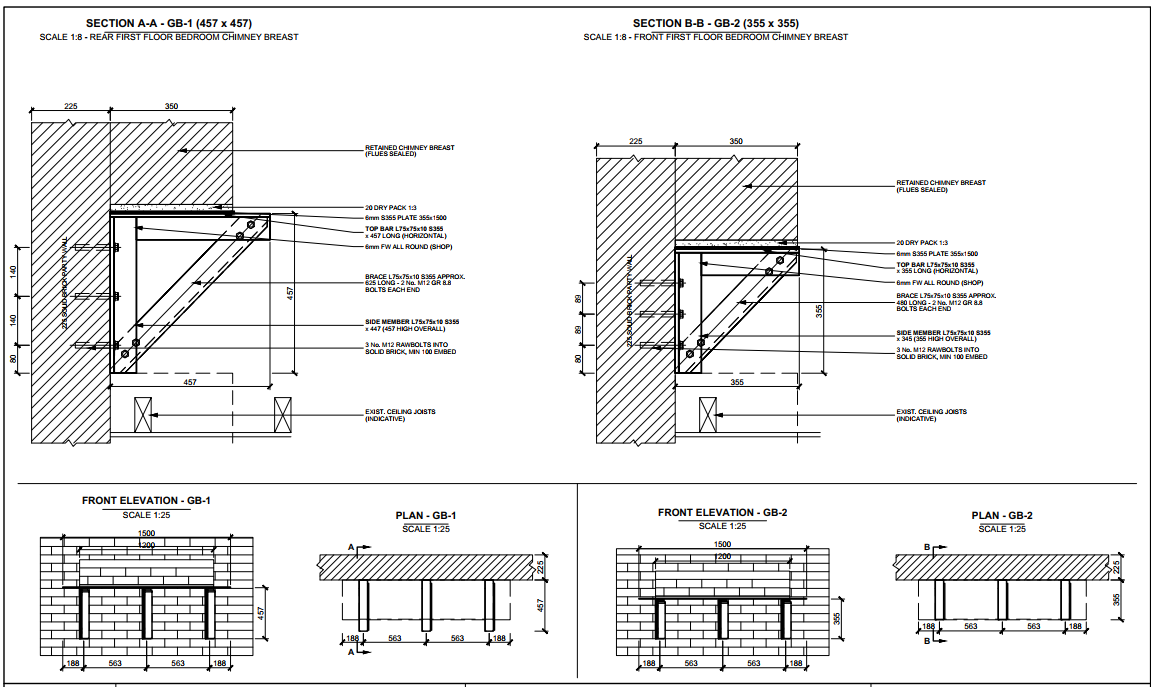 SECTION A-A - GB-1 (457 x 457)
SCALE 1:8 - REAR FIRST FLOOR BEDROOM CHIMNEY BREAST
225
350
RETAINED CHIMNEY BREAST
(FLUES SEALED)
20 DRY PACK 1:3
6mm S355 PLATE 355x1500
TOP BAR L75x75x10 S355
x 457 LONG (HORIZONTAL)
6mm FW ALL ROUND (SHOP)
BRACE L75x75x10 S355 APPROX.
625 LONG - 2 No. M12 GR 8.8
BOLTS EACH END
SIDE MEMBER L75x75x10 S355
x 447 (457 HIGH OVERALL)
3 No. M12 RAWBOLTS INTO
SOLID BRICK, MIN 100 EMBED
EXIST. CEILING JOISTS
(INDICATIVE)
225 SOLID BRICK PARTY WALL
140
140
80
457
457
SECTION B-B - GB-2 (355 x 355)
SCALE 1:8 - FRONT FIRST FLOOR BEDROOM CHIMNEY BREAST
225
350
RETAINED CHIMNEY BREAST
(FLUES SEALED)
20 DRY PACK 1:3
6mm S355 PLATE 355x1500
TOP BAR L75x75x10 S355
x 355 LONG (HORIZONTAL)
6mm FW ALL ROUND (SHOP)
BRACE L75x75x10 S355 APPROX.
480 LONG - 2 No. M12 GR 8.8
BOLTS EACH END
SIDE MEMBER L75x75x10 S355
x 345 (355 HIGH OVERALL)
3 No. M12 RAWBOLTS INTO
SOLID BRICK, MIN 100 EMBED
EXIST. CEILING JOISTS
(INDICATIVE)
225 SOLID BRICK PARTY WALL
89
89
80
355
355
FRONT ELEVATION - GB-1
SCALE 1:25
1500
1200
457
188
563
563
188
PLAN - GB-1
SCALE 1:25
A
225
457
188
563
563
188
A
FRONT ELEVATION - GB-2
SCALE 1:25
1500
1200
355
188
563
563
188
PLAN - GB-2
SCALE 1:25
B
225
355
188
563
563
188
B